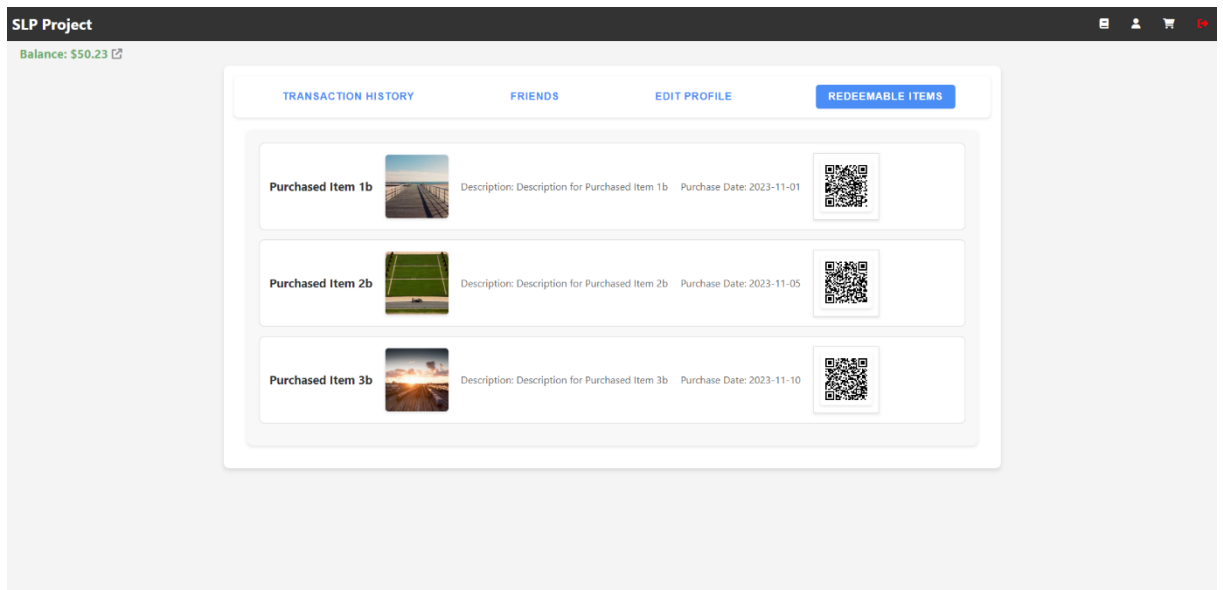 SLP Project
Balance: $50.23
TRANSACTION HISTORY FRIENDS EDIT PROFILE REDEEMABLE ITEMS
Purchased Item 1b Description: Description for Purchased Item 1b Purchase Date: 2023-11-01
Purchased Item 2b Description: Description for Purchased Item 2b Purchase Date: 2023-11-05
Purchased Item 3b Description: Description for Purchased Item 3b Purchase Date: 2023-11-10